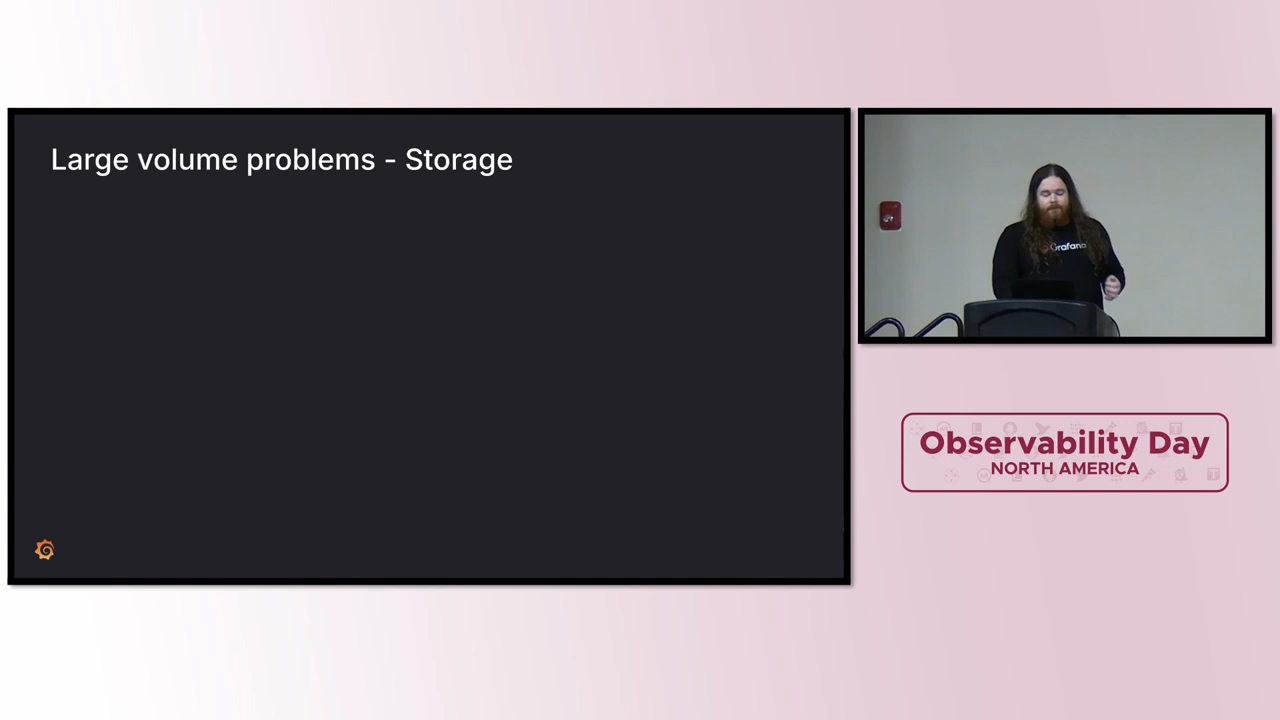 Large volume problems - Storage
Grafana
Observability Day
NORTH AMERICA